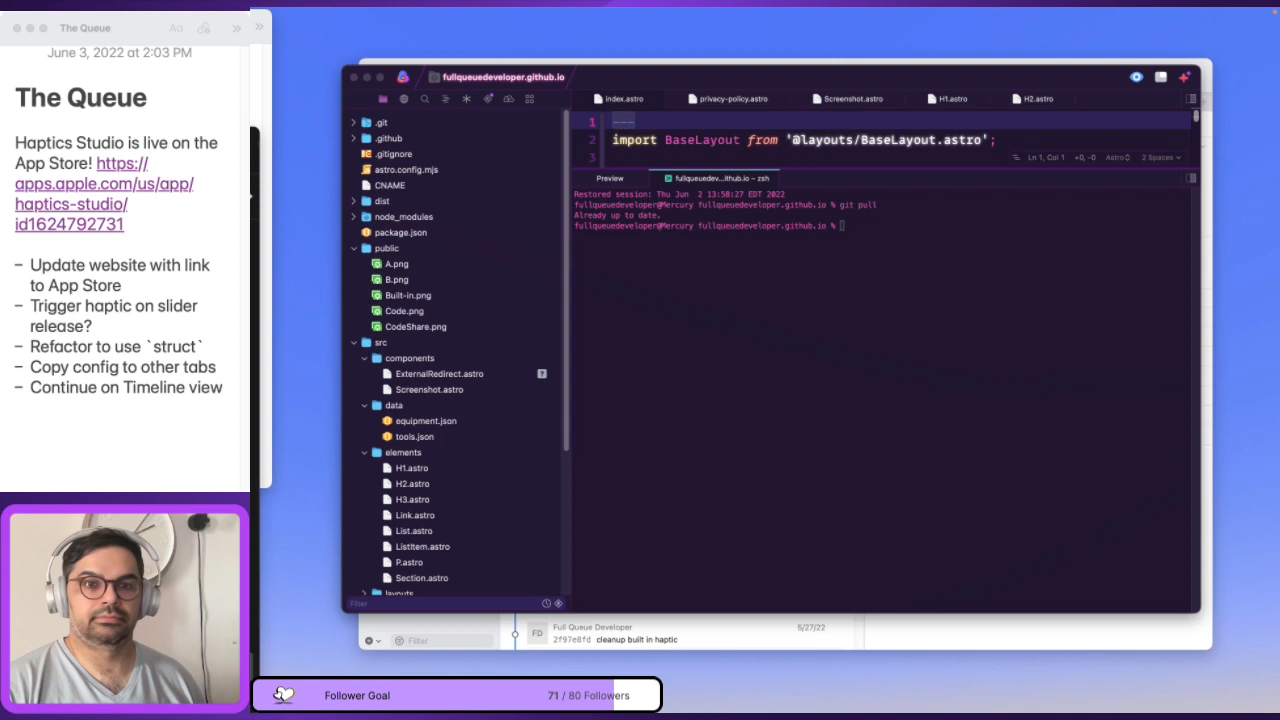 The Queue
June 3, 2022 at 2:03 PM
The Queue
Haptics Studio is live on the
App Store! https://
apps.apple.com/us/app/
haptics-studio/
id1624792731
- Update website with link
to App Store
- Trigger haptic on slider
release?
- Refactor to use `struct`
- Copy config to other tabs
- Continue on Timeline view
fullqueuedeveloper.github.io
index.astro
privacy-policy.astro
Screenshot.astro
H1.astro
H2.astro
.git
.github
.gitignore
astro.config.mjs
CNAME
dist
node_modules
package.json
public
A.png
B.png
Built-in.png
Code.png
CodeShare.png
src
components
ExternalRedirect.astro
?
Screenshot.astro
data
equipment.json
tools.json
elements
H1.astro
H2.astro
H3.astro
Link.astro
List.astro
ListItem.astro
P.astro
Section.astro
layouts
Filter
1 ---
2 import BaseLayout from '@layouts/BaseLayout.astro';
3
Ln 1, Col 1
+0, -0
Astro
2 Spaces
Preview
fullqueuedev...ithub.io — zsh
Restored session: Thu Jun  2 13:58:27 EDT 2022
fullqueuedeveloper@Mercury fullqueuedeveloper.github.io % git pull
Already up to date.
fullqueuedeveloper@Mercury fullqueuedeveloper.github.io %
Filter
FD
Full Queue Developer
5/27/22
2f97e8fd cleanup built in haptic
Follower Goal
71 / 80 Followers